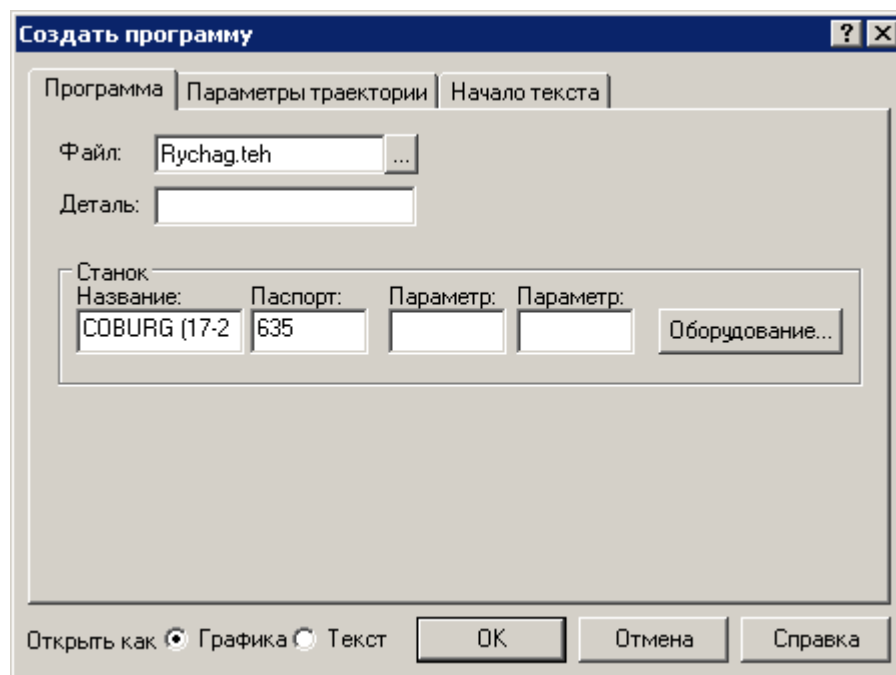 Создать программу
Программа Параметры траектории Начало текста
Файл: Rychag.teh ...
Деталь:
Станок
Название: Паспорт: Параметр: Параметр:
COBURG (17-2 635 Оборудование...
Открыть как Графика Текст OK Отмена Справка